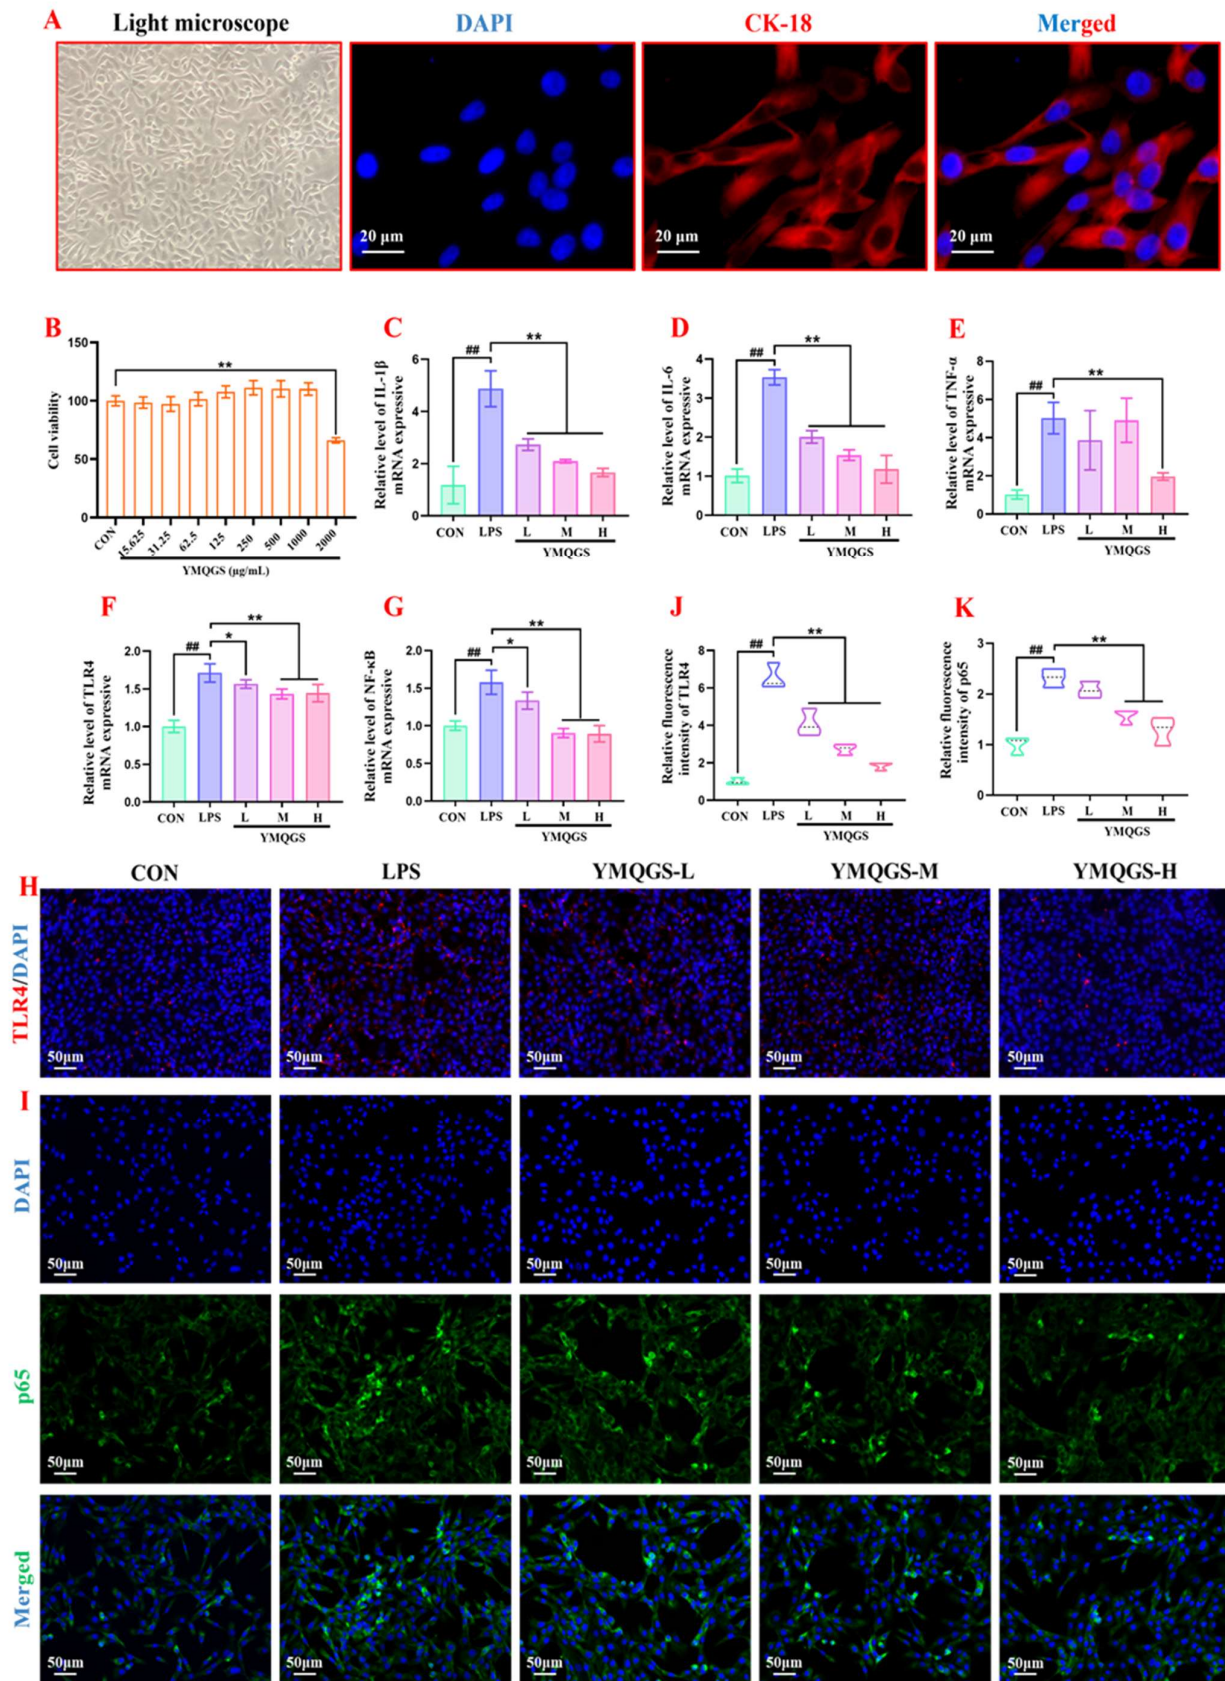 A Light microscope DAPI CK-18 Merged
20 μm 20 μm 20 μm
B C D E
Cell viability
150
100
50
0
**
CON 15.625 31.25 62.5 125 250 500 1000 2000
YMQGS (μg/mL)
Relative level of IL-1β
mRNA expressive
6
4
2
0
## **
CON LPS L M H
YMQGS
Relative level of IL-6
mRNA expressive
4
3
2
1
0
## **
CON LPS L M H
YMQGS
Relative level of TNF-α
mRNA expressive
8
6
4
2
0
## **
CON LPS L M H
YMQGS
F G J K
Relative level of TLR4
mRNA expressive
2.0
1.5
1.0
0.5
0.0
## * **
CON LPS L M H
YMQGS
Relative level of NF-κB
mRNA expressive
2.0
1.5
1.0
0.5
0.0
## * **
CON LPS L M H
YMQGS
Relative fluorescence
intensity of TLR4
8
6
4
2
0
## **
CON LPS L M H
YMQGS
Relative fluorescence
intensity of p65
3
2
1
0
## **
CON LPS L M H
YMQGS
CON LPS YMQGS-L YMQGS-M YMQGS-H
H
TLR4/DAPI
50μm 50μm 50μm 50μm 50μm
I
DAPI
50μm 50μm 50μm 50μm 50μm
p65
50μm 50μm 50μm 50μm 50μm
Merged
50μm 50μm 50μm 50μm 50μm